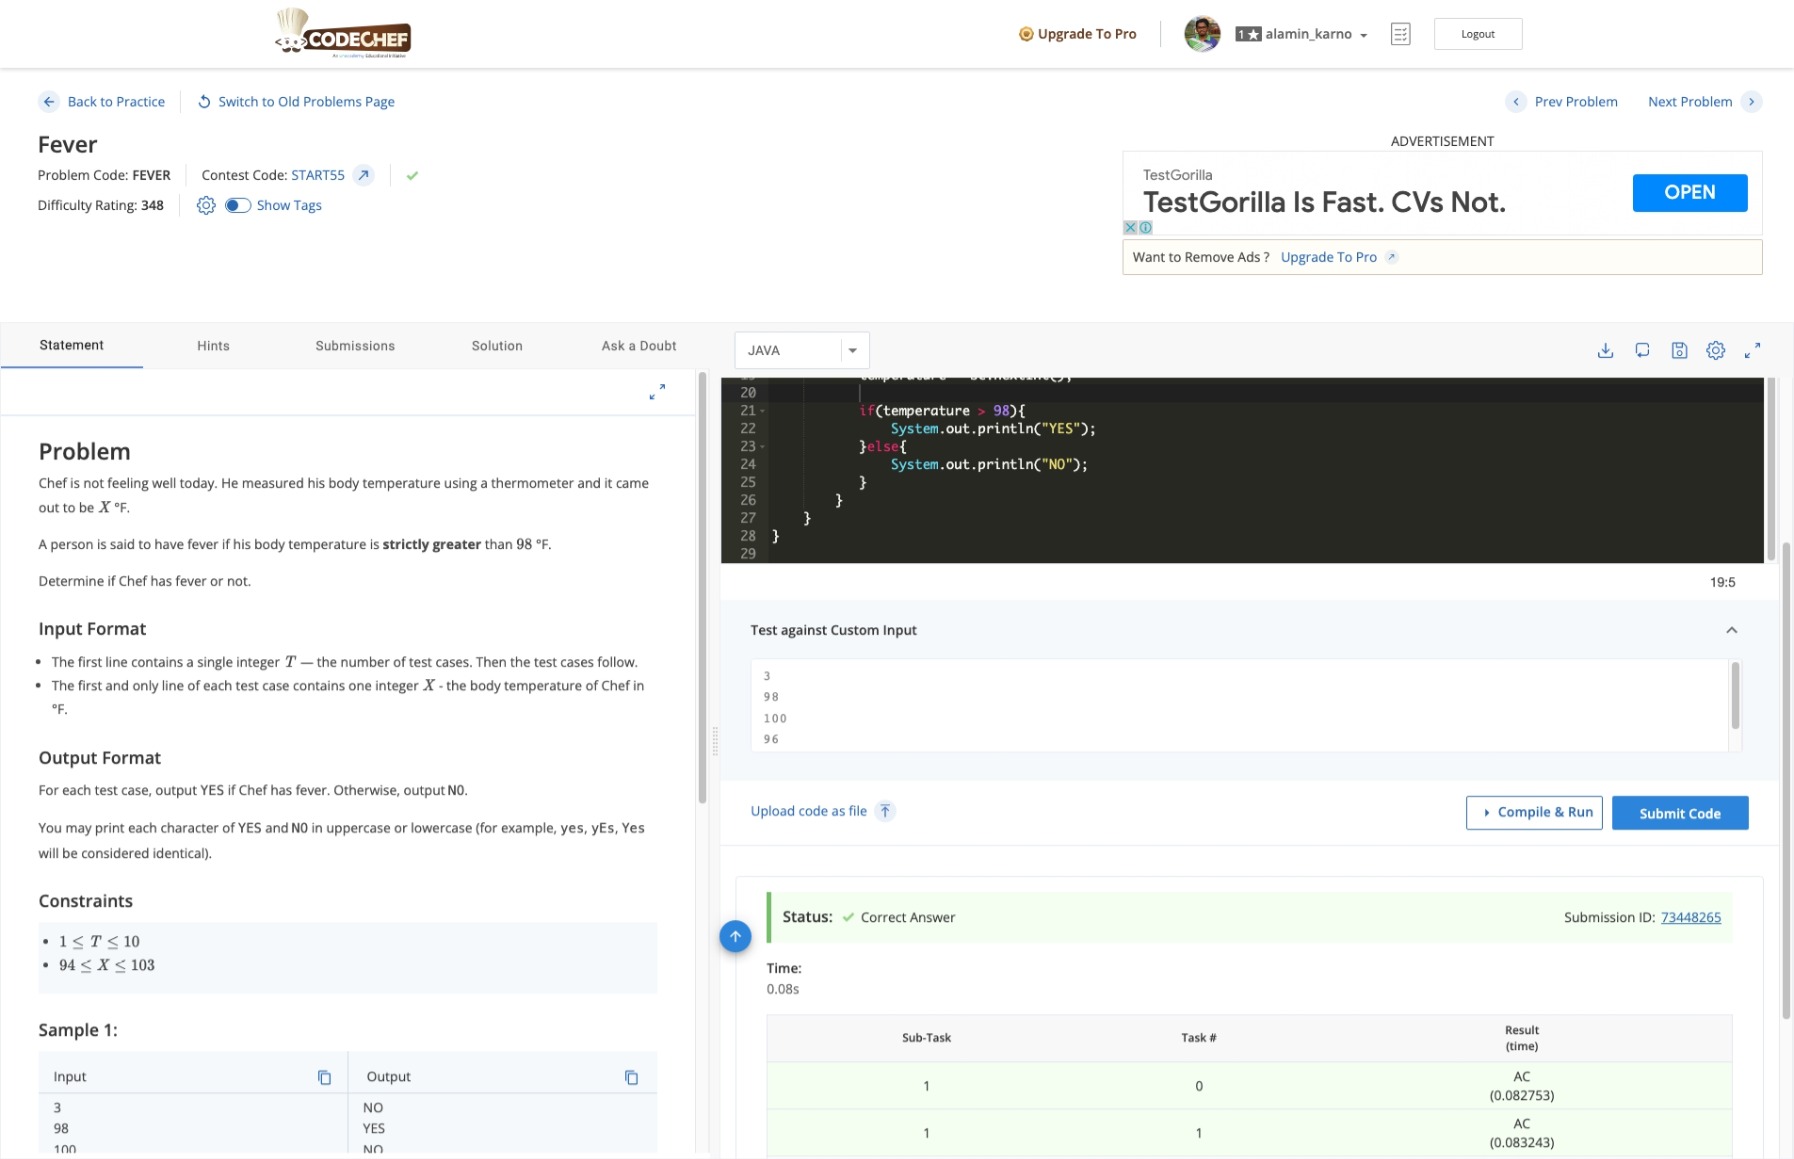 CODECHEF
Upgrade To Pro
1★ alamin_karno
Logout
Back to Practice
Switch to Old Problems Page
Prev Problem
Next Problem
Fever
Problem Code: FEVER
Contest Code: START55
Difficulty Rating: 348
Show Tags
ADVERTISEMENT
TestGorilla
TestGorilla Is Fast. CVs Not.
OPEN
Want to Remove Ads ? Upgrade To Pro
Statement
Hints
Submissions
Solution
Ask a Doubt
Problem
Chef is not feeling well today. He measured his body temperature using a thermometer and it came
out to be X °F.
A person is said to have fever if his body temperature is strictly greater than 98 °F.
Determine if Chef has fever or not.
Input Format
• The first line contains a single integer T — the number of test cases. Then the test cases follow.
• The first and only line of each test case contains one integer X - the body temperature of Chef in
°F.
Output Format
For each test case, output YES if Chef has fever. Otherwise, output NO.
You may print each character of YES and NO in uppercase or lowercase (for example, yes, yEs, Yes
will be considered identical).
Constraints
• 1 ≤ T ≤ 10
• 94 ≤ X ≤ 103
Sample 1:
Input
Output
3 NO
98 YES
100 NO
JAVA
20
21 if(temperature > 98){
22 System.out.println("YES");
23 }else{
24 System.out.println("NO");
25 }
26 }
27 }
28 }
29
19:5
Test against Custom Input
3
98
100
96
Upload code as file
Compile & Run
Submit Code
Status: Correct Answer
Submission ID: 73448265
Time:
0.08s
Sub-Task Task # Result
(time)
1 0 AC
(0.082753)
1 1 AC
(0.083243)